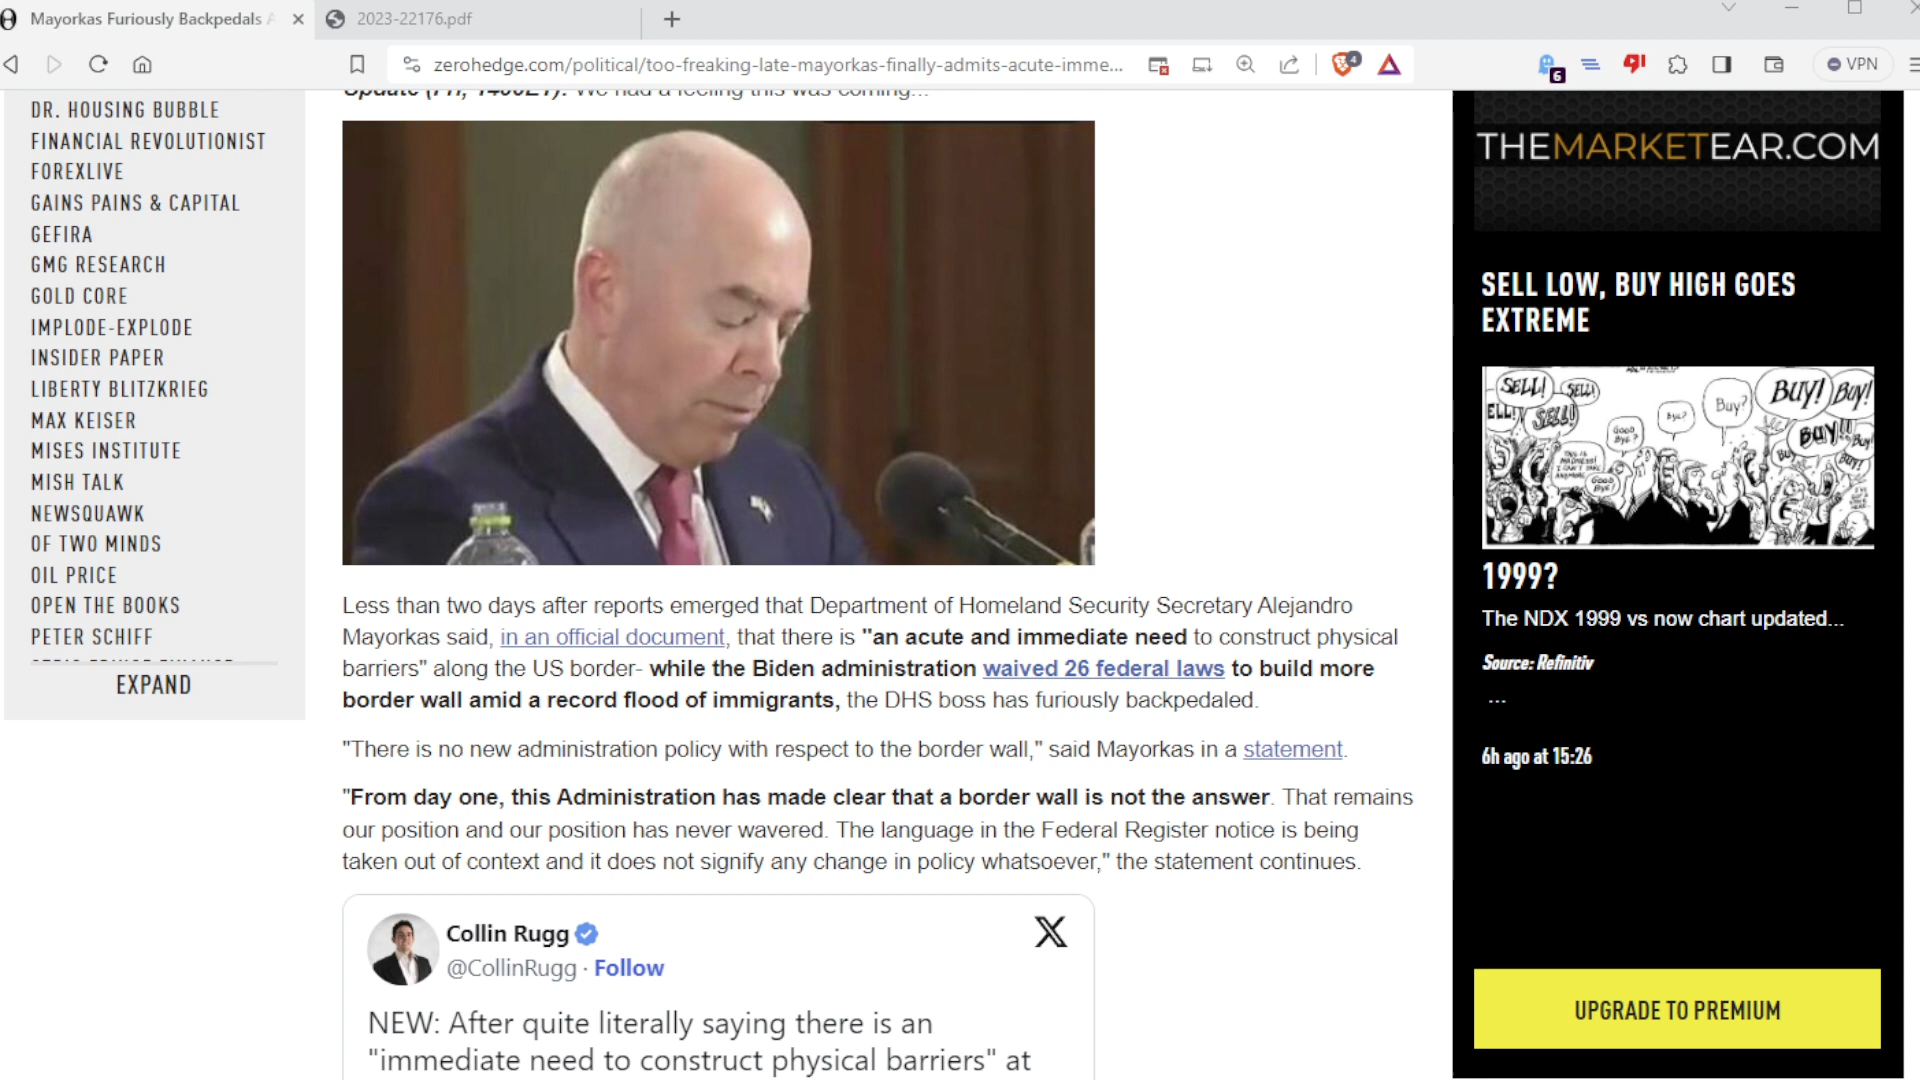 Mayorkas Furiously Backpedals A
2023-22176.pdf
zerohedge.com/political/too-freaking-late-mayorkas-finally-admits-acute-imme...
4
6
VPN
DR. HOUSING BUBBLE
FINANCIAL REVOLUTIONIST
FOREXLIVE
GAINS PAINS & CAPITAL
GEFIRA
GMG RESEARCH
GOLD CORE
IMPLODE-EXPLODE
INSIDER PAPER
LIBERTY BLITZKRIEG
MAX KEISER
MISES INSTITUTE
MISH TALK
NEWSQUAWK
OF TWO MINDS
OIL PRICE
OPEN THE BOOKS
PETER SCHIFF
EXPAND
We had a feeling this was coming...
Less than two days after reports emerged that Department of Homeland Security Secretary Alejandro
Mayorkas said, in an official document, that there is "an acute and immediate need to construct physical
barriers" along the US border- while the Biden administration waived 26 federal laws to build more
border wall amid a record flood of immigrants, the DHS boss has furiously backpedaled.
"There is no new administration policy with respect to the border wall," said Mayorkas in a statement.
"From day one, this Administration has made clear that a border wall is not the answer. That remains
our position and our position has never wavered. The language in the Federal Register notice is being
taken out of context and it does not signify any change in policy whatsoever," the statement continues.
Collin Rugg
@CollinRugg · Follow
NEW: After quite literally saying there is an
"immediate need to construct physical barriers" at
THEMARKETEAR.COM
SELL LOW, BUY HIGH GOES
EXTREME
SELL! SELL!
ELL! SELL!
GOOD BYE?
BYE?
Buy?
BUY! BUY!
BUY!! Buy!
GOOD BYE!
BUY!
1999?
The NDX 1999 vs now chart updated...
Source: Refinitiv
...
6h ago at 15:26
UPGRADE TO PREMIUM